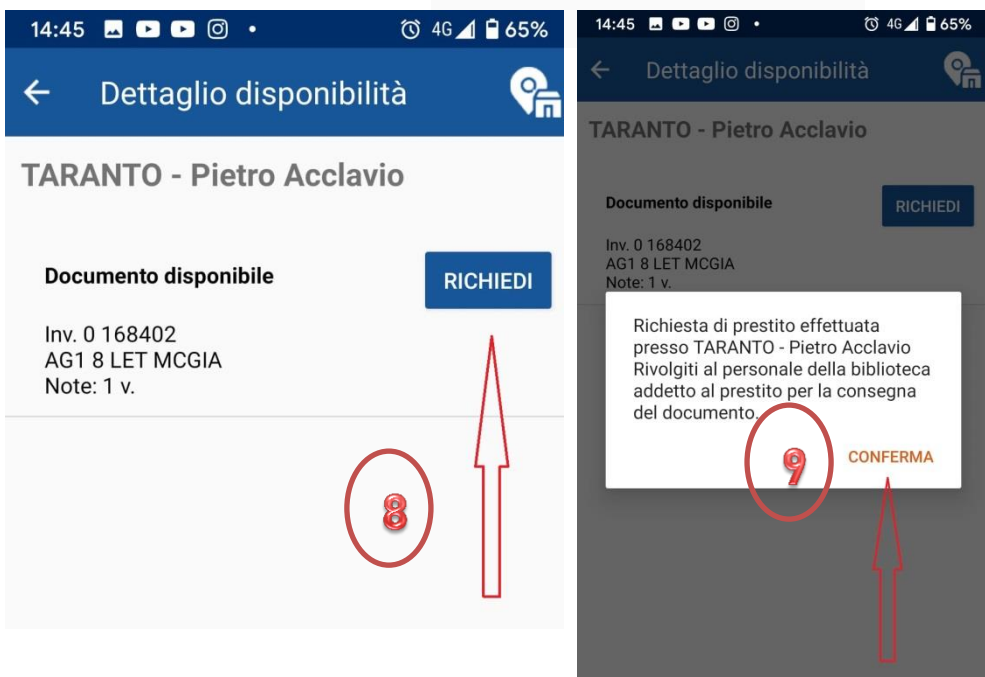 14:45 4G 65%
Dettaglio disponibilità
TARANTO - Pietro Acclavio
Documento disponibile
RICHIEDI
Inv. 0 168402
AG1 8 LET MCGIA
Note: 1 v.
8
14:45 4G 65%
Dettaglio disponibilità
TARANTO - Pietro Acclavio
Documento disponibile
RICHIEDI
Inv. 0 168402
AG1 8 LET MCGIA
Note: 1 v.
Richiesta di prestito effettuata
presso TARANTO - Pietro Acclavio
Rivolgiti al personale della biblioteca
addetto al prestito per la consegna
del documento.
9
CONFERMA